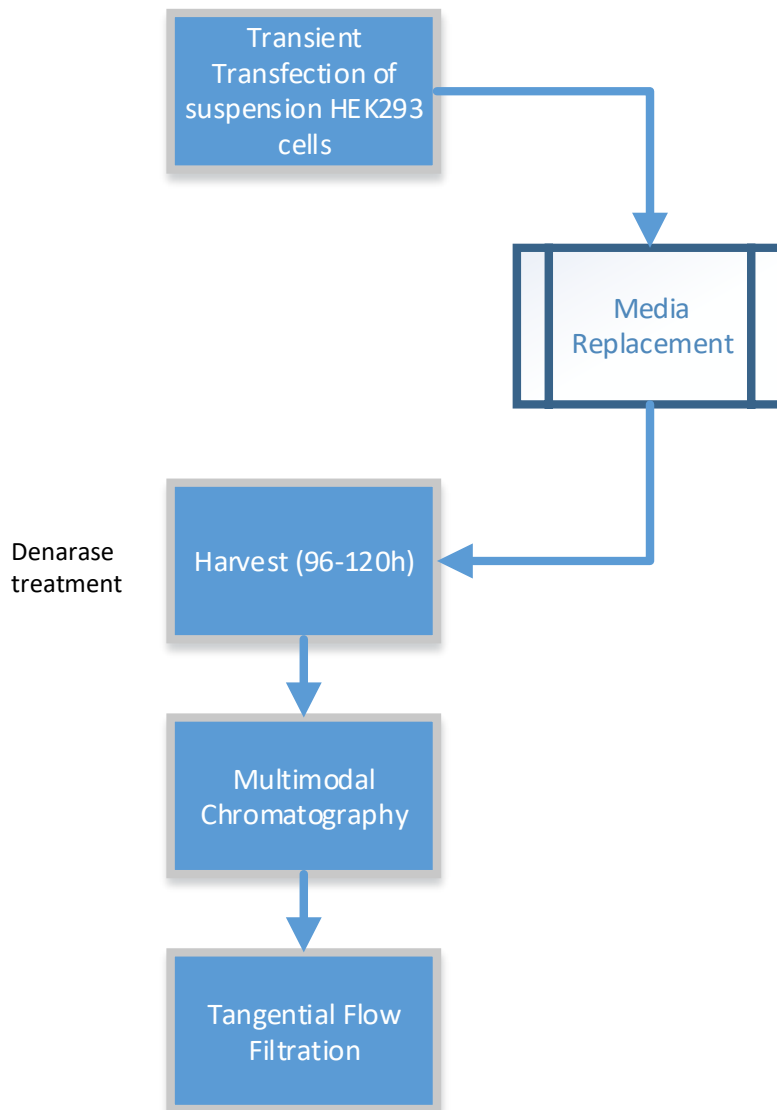 Transient
Transfection of
suspension HEK293
cells
Media
Replacement
Denarase
treatment
Harvest (96-120h)
Multimodal
Chromatography
Tangential Flow
Filtration